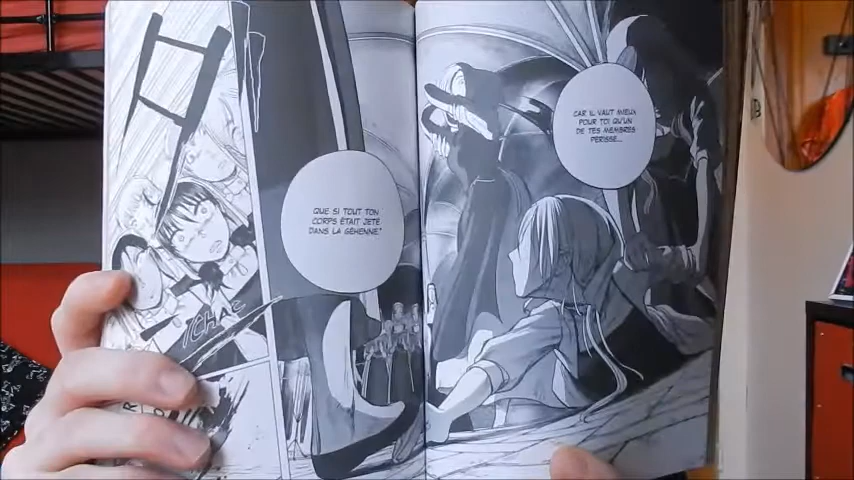 QUE SI TOUT TON
CORPS ÉTAIT JETÉ
DANS LA GÉHENNE.
CAR IL VAUT MIEUX
POUR TOI QU'UN
DE TES MEMBRES
PÉRISSE...